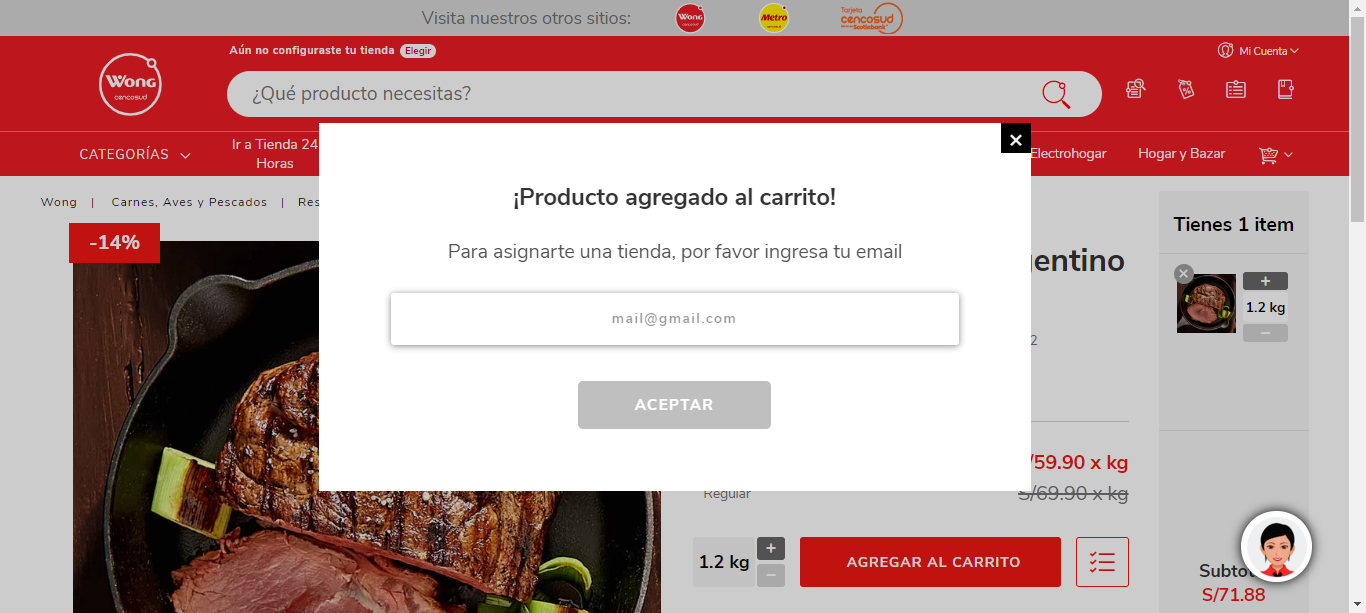 Visita nuestros otros sitios:
Wong
cencosud
Metro
cencosud
Tarjeta
cencosud
Scotiabank
Aún no configuraste tu tienda
Elegir
Mi Cuenta
Wong
cencosud
¿Qué producto necesitas?
CATEGORÍAS
Ir a Tienda 24
Horas
Electrohogar
Hogar y Bazar
¡Producto agregado al carrito!
Para asignarte una tienda, por favor ingresa tu email
mail@gmail.com
ACEPTAR
Wong | Carnes, Aves y Pescados | Res
-14%
gentino
2
/59.90 x kg
Regular
S/69.90 x kg
1.2 kg
+
−
AGREGAR AL CARRITO
Tienes 1 item
+
1.2 kg
−
Subto
S/71.88